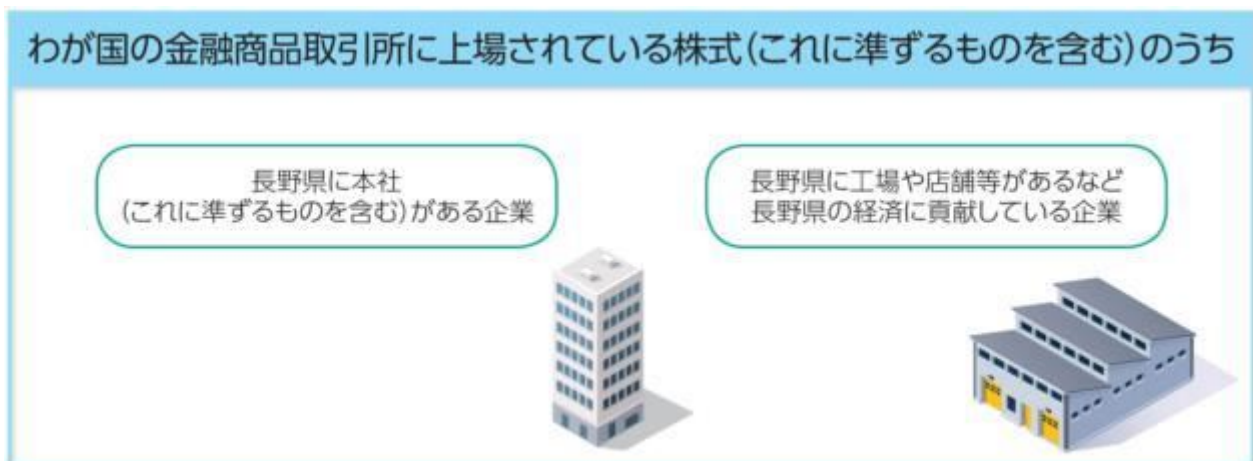 わが国の金融商品取引所に上場されている株式(これに準ずるものを含む)のうち
長野県に本社
(これに準ずるものを含む)がある企業
長野県に工場や店舗等があるなど
長野県の経済に貢献している企業